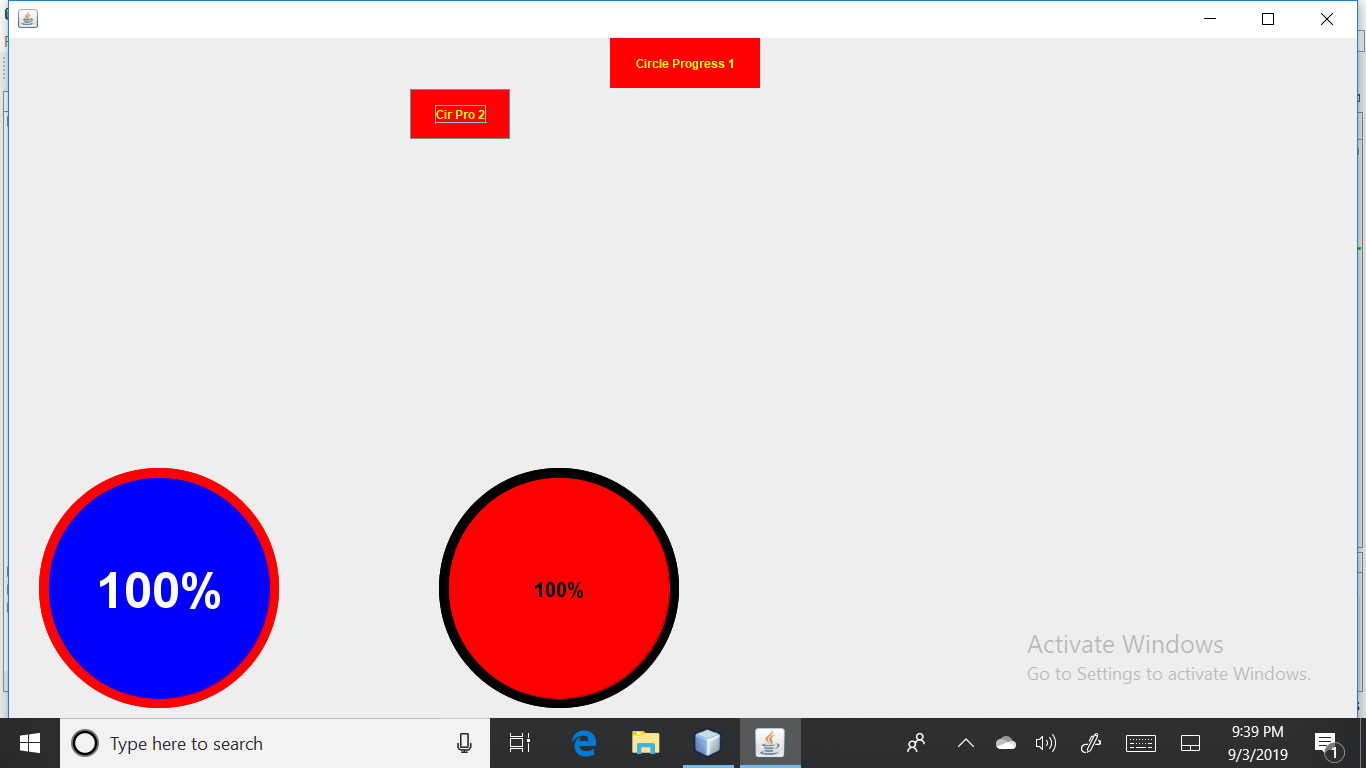 Circle Progress 1
Cir Pro 2
100%
100%
Activate Windows
Go to Settings to activate Windows.
Type here to search
9:39 PM
9/3/2019
1